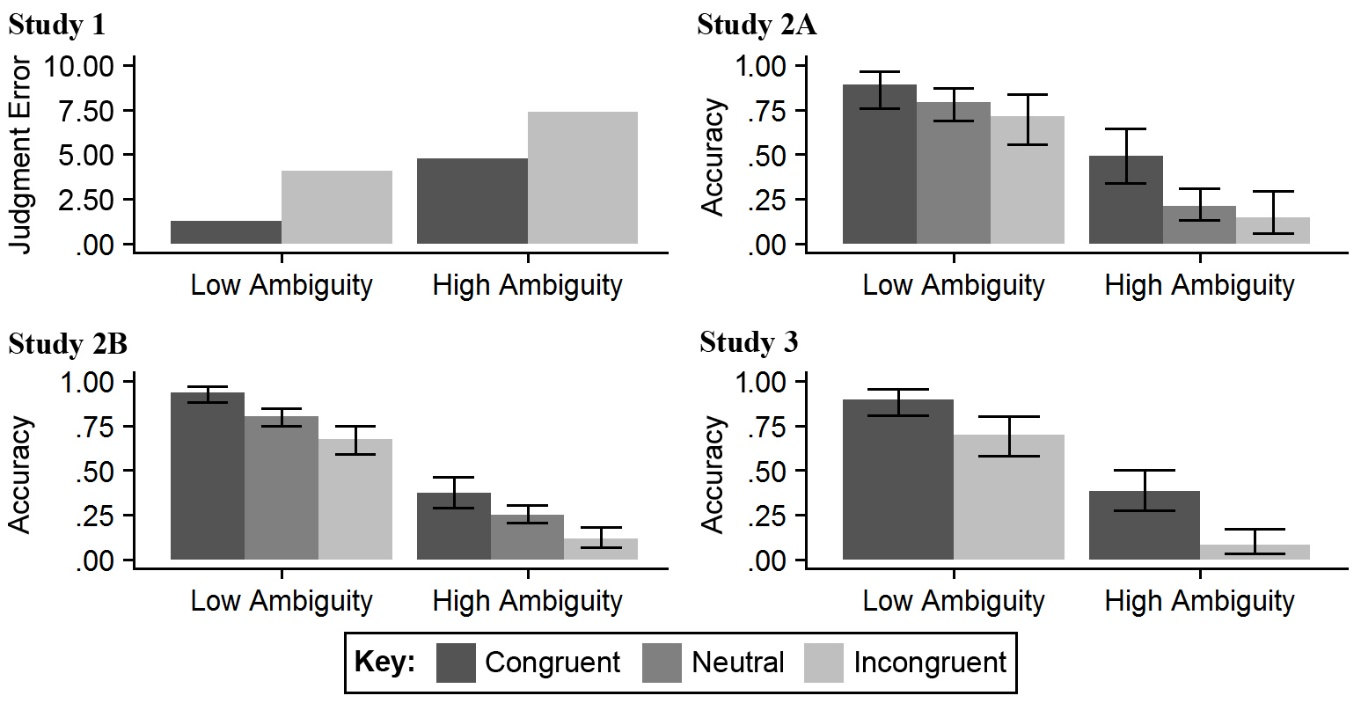 Study 1
Judgment Error
10.00
7.50
5.00
2.50
.00
Low Ambiguity
High Ambiguity
Study 2A
Accuracy
1.00
.75
.50
.25
.00
Low Ambiguity
High Ambiguity
Study 2B
Accuracy
1.00
.75
.50
.25
.00
Low Ambiguity
High Ambiguity
Study 3
Accuracy
1.00
.75
.50
.25
.00
Low Ambiguity
High Ambiguity
Key: Congruent Neutral Incongruent